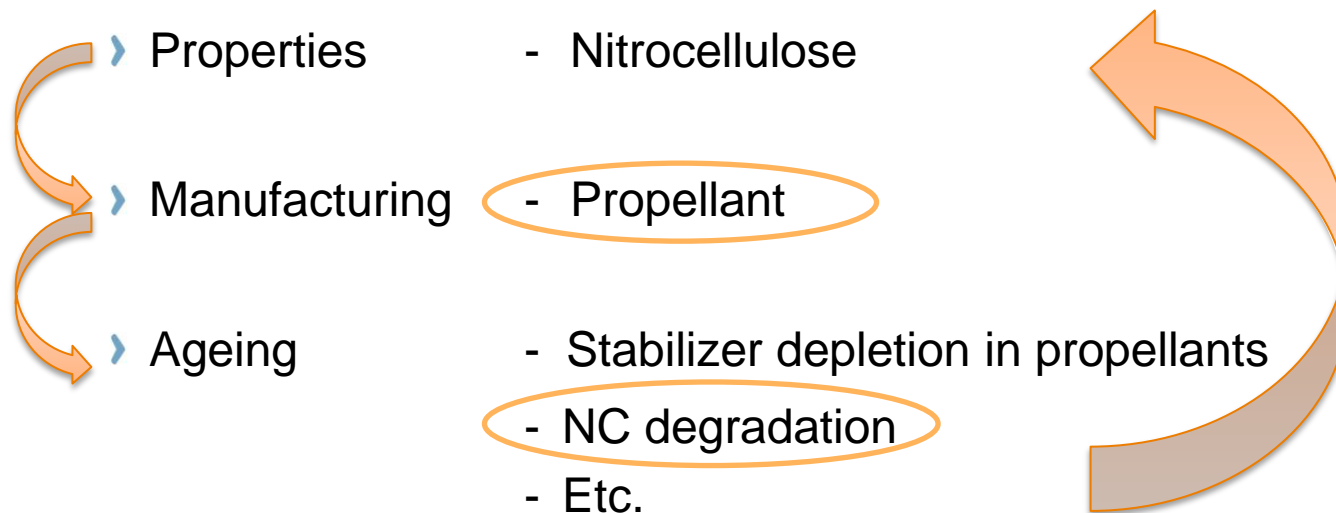 Properties - Nitrocellulose
Manufacturing - Propellant
Ageing - Stabilizer depletion in propellants
- NC degradation
- Etc.